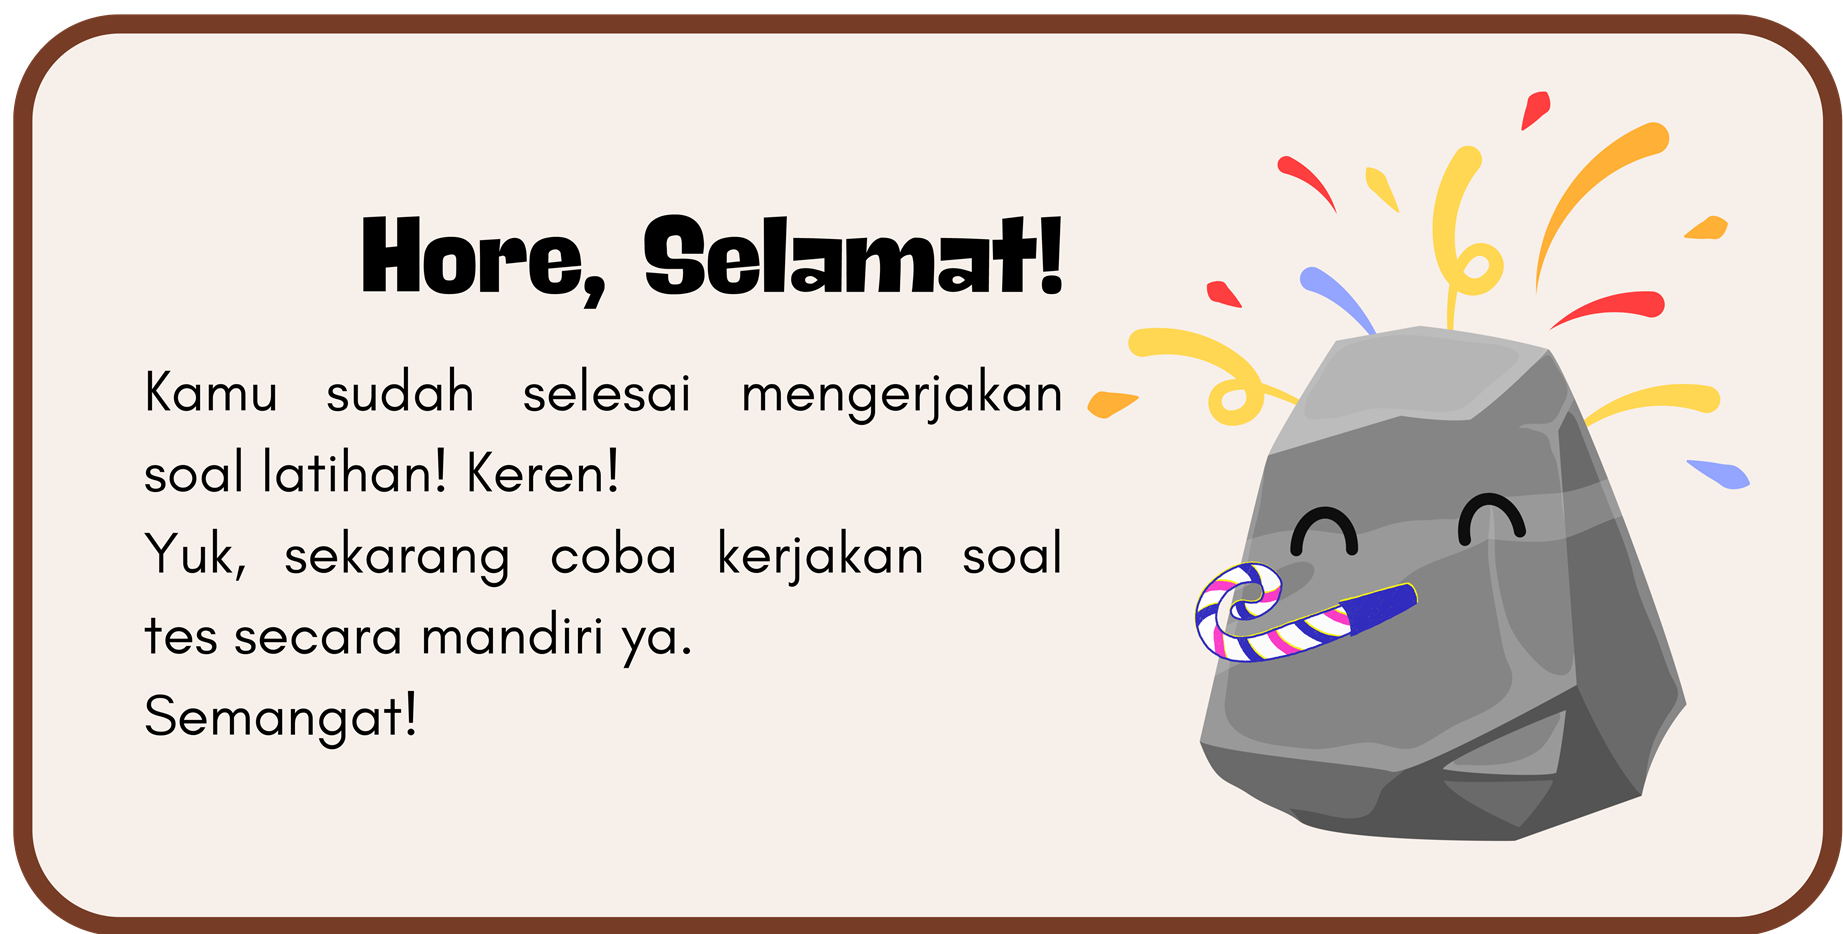 Hore, Selamat!
Kamu sudah selesai mengerjakan
soal latihan! Keren!
Yuk, sekarang coba kerjakan soal
tes secara mandiri ya.
Semangat!